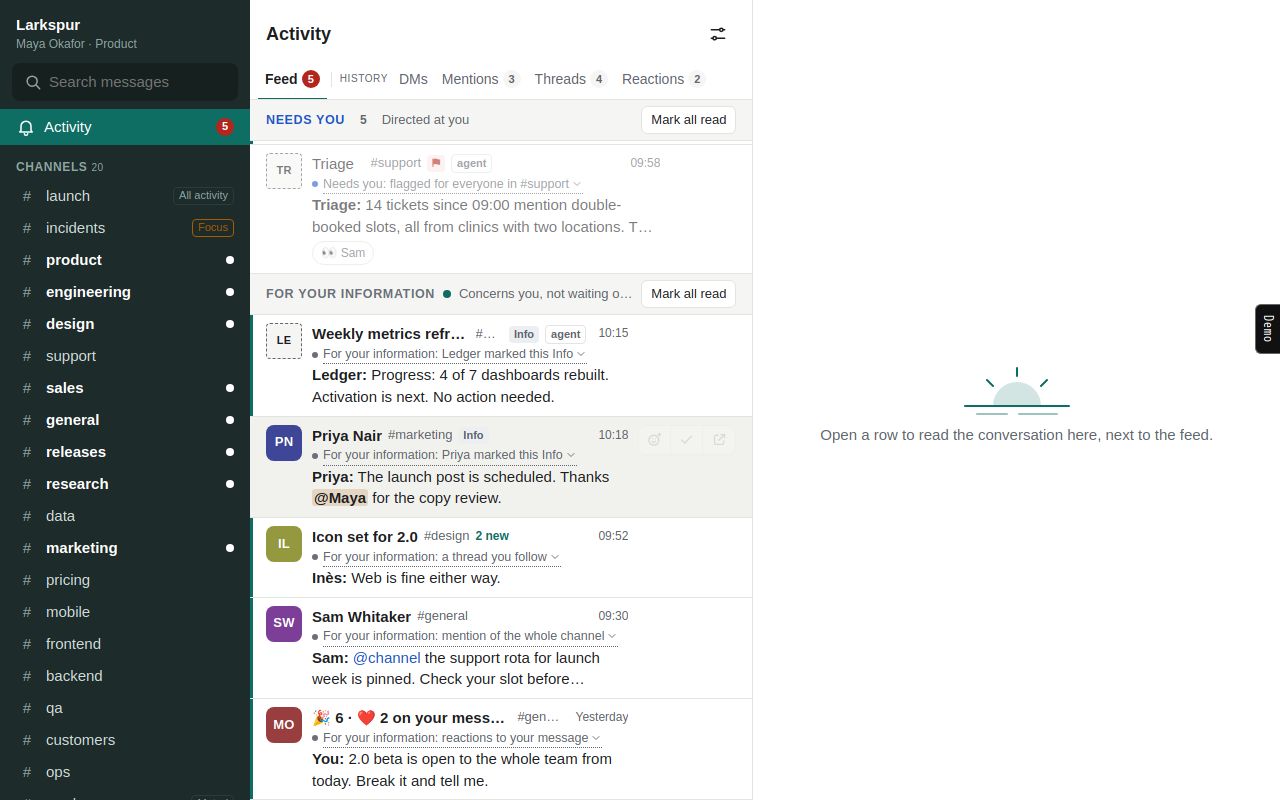 Larkspur
Maya Okafor · Product
Search messages
Activity 5
CHANNELS 20
# launch All activity
# incidents Focus
# product
# engineering
# design
# support
# sales
# general
# releases
# research
# data
# marketing
# pricing
# mobile
# frontend
# backend
# qa
# customers
# ops
Activity
Feed 5 HISTORY DMs Mentions 3 Threads 4 Reactions 2
NEEDS YOU 5 Directed at you Mark all read
TR Triage #support agent 09:58
Needs you: flagged for everyone in #support
Triage: 14 tickets since 09:00 mention double-
booked slots, all from clinics with two locations. T…
👀 Sam
FOR YOUR INFORMATION Concerns you, not waiting o… Mark all read
LE Weekly metrics refr… #… Info agent 10:15
For your information: Ledger marked this Info
Ledger: Progress: 4 of 7 dashboards rebuilt.
Activation is next. No action needed.
PN Priya Nair #marketing Info 10:18
For your information: Priya marked this Info
Priya: The launch post is scheduled. Thanks
@Maya for the copy review.
IL Icon set for 2.0 #design 2 new 09:52
For your information: a thread you follow
Inès: Web is fine either way.
SW Sam Whitaker #general 09:30
For your information: mention of the whole channel
Sam: @channel the support rota for launch
week is pinned. Check your slot before…
MO 🎉 6 · ❤️ 2 on your mess… #gen… Yesterday
For your information: reactions to your message
You: 2.0 beta is open to the whole team from
today. Break it and tell me.
Open a row to read the conversation here, next to the feed.
Demo